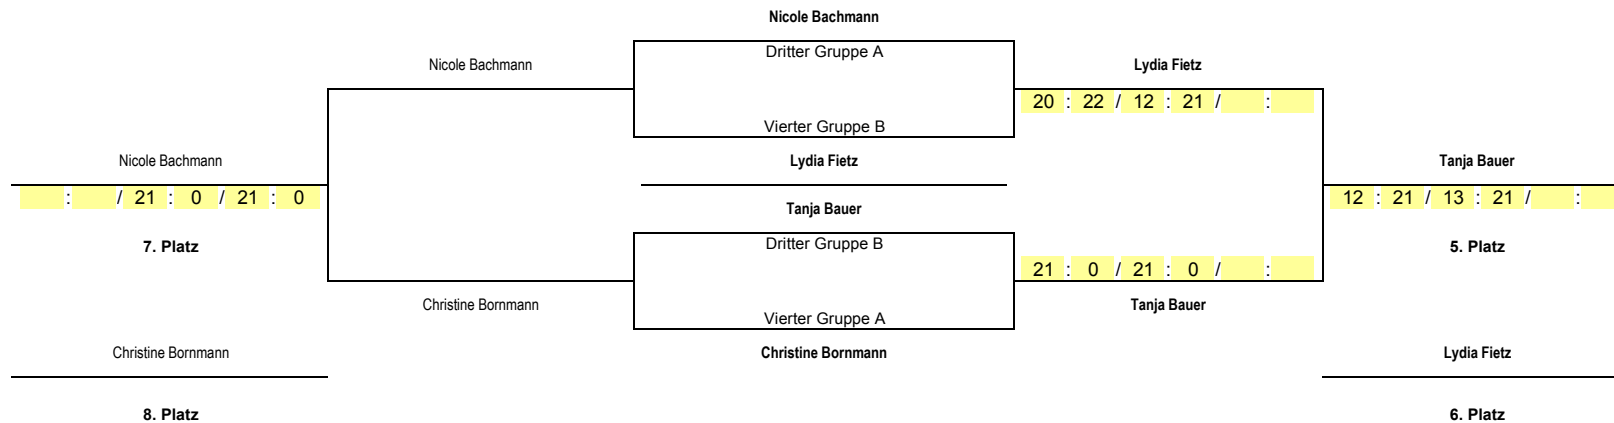 Nicole Bachmann
Dritter Gruppe A
Nicole Bachmann
Lydia Fietz
20 : 22 / 12 : 21 / :
Vierter Gruppe B
Nicole Bachmann
Lydia Fietz
Tanja Bauer
: / 21 : 0 / 21 : 0
12 : 21 / 13 : 21 / :
Tanja Bauer
7. Platz
Dritter Gruppe B
5. Platz
21 : 0 / 21 : 0 / :
Christine Bornmann
Tanja Bauer
Vierter Gruppe A
Christine Bornmann
Christine Bornmann
Lydia Fietz
8. Platz
6. Platz